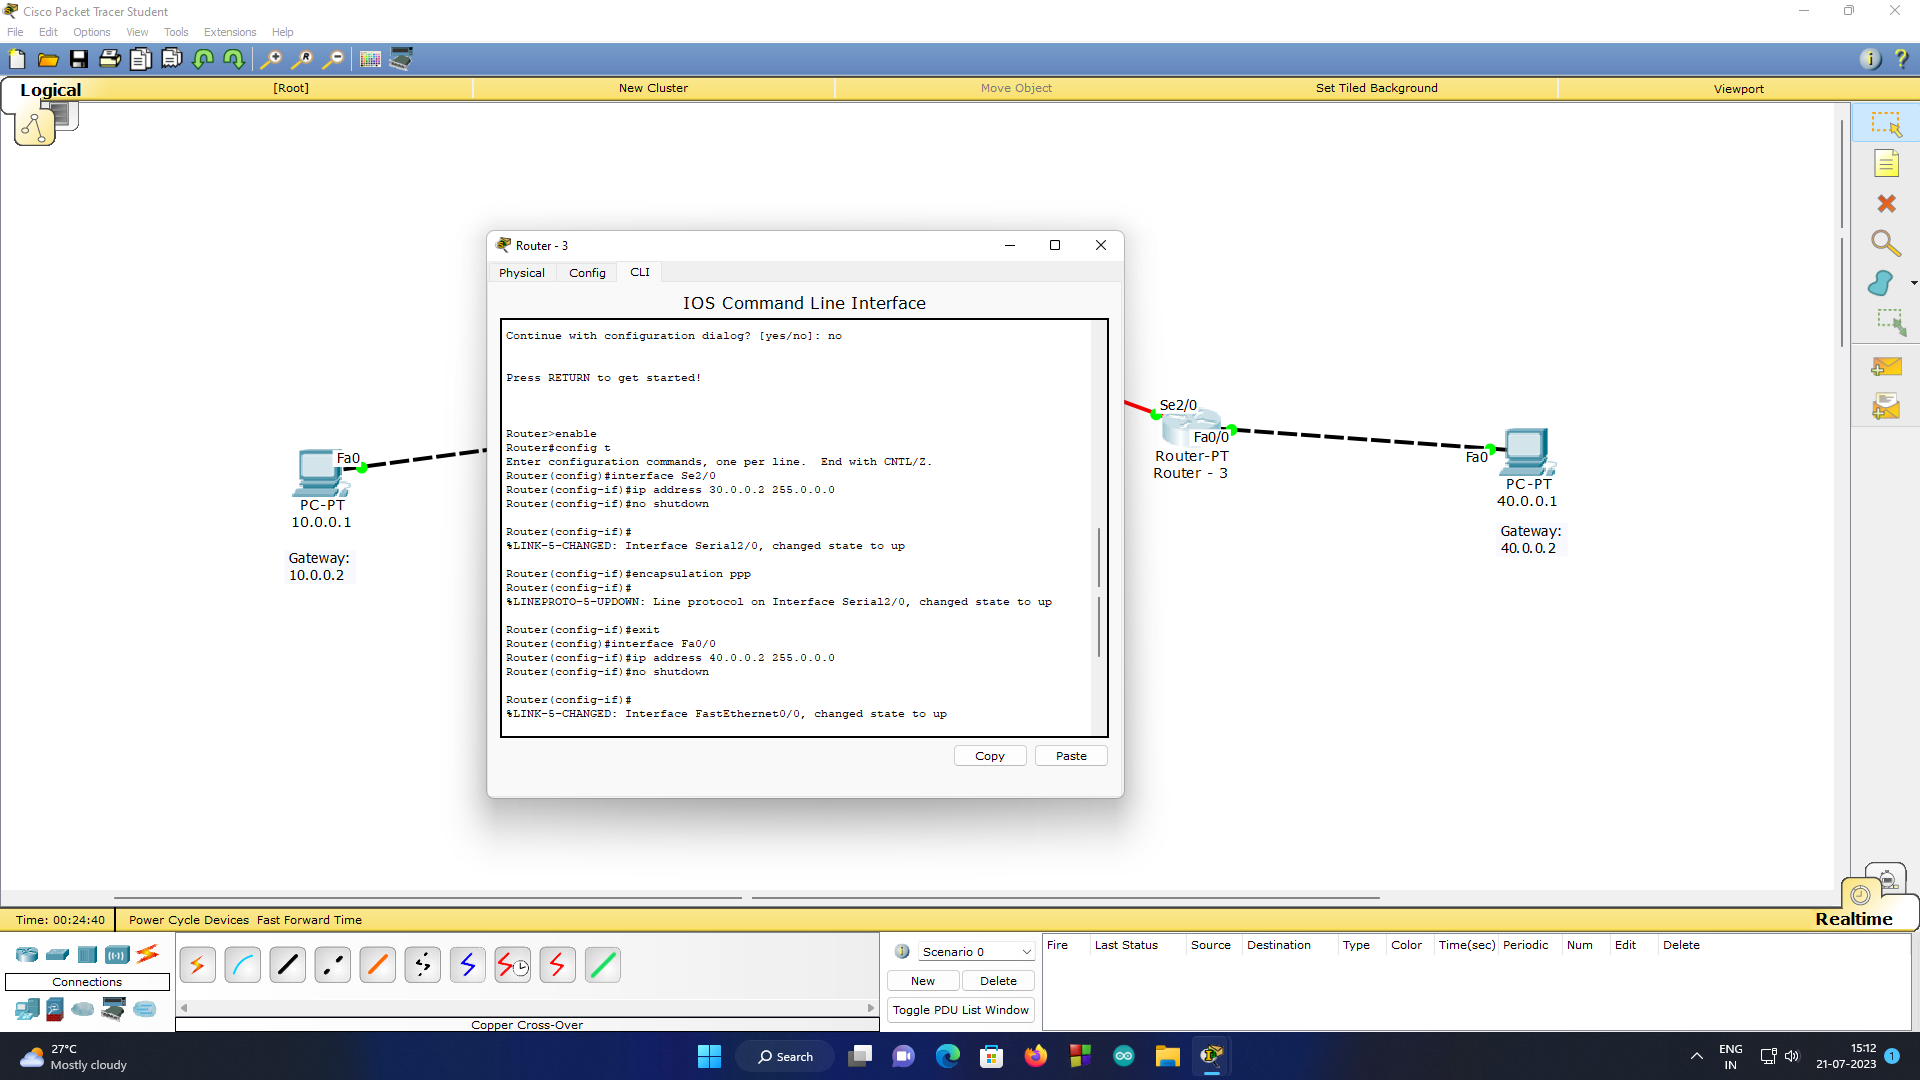 Cisco Packet Tracer Student
File Edit Options View Tools Extensions Help
Logical [Root] New Cluster Move Object Set Tiled Background Viewport
Router - 3
Physical Config CLI
IOS Command Line Interface
Continue with configuration dialog? [yes/no]: no
Press RETURN to get started!
Router>enable
Router#config t
Enter configuration commands, one per line.  End with CNTL/Z.
Router(config)#interface Se2/0
Router(config-if)#ip address 30.0.0.2 255.0.0.0
Router(config-if)#no shutdown
Router(config-if)#
%LINK-5-CHANGED: Interface Serial2/0, changed state to up
Router(config-if)#encapsulation ppp
Router(config-if)#
%LINEPROTO-5-UPDOWN: Line protocol on Interface Serial2/0, changed state to up
Router(config-if)#exit
Router(config)#interface Fa0/0
Router(config-if)#ip address 40.0.0.2 255.0.0.0
Router(config-if)#no shutdown
Router(config-if)#
%LINK-5-CHANGED: Interface FastEthernet0/0, changed state to up
Copy Paste
Fa0
PC-PT
10.0.0.1
Gateway:
10.0.0.2
Se2/0
Fa0/0
Router-PT
Router - 3
Fa0
PC-PT
40.0.0.1
Gateway:
40.0.0.2
Time: 00:24:40 Power Cycle Devices Fast Forward Time
Realtime
Connections
Copper Cross-Over
Scenario 0
New Delete
Toggle PDU List Window
Fire Last Status Source Destination Type Color Time(sec) Periodic Num Edit Delete
27°C
Mostly cloudy
Search
ENG
IN
15:12
21-07-2023
1